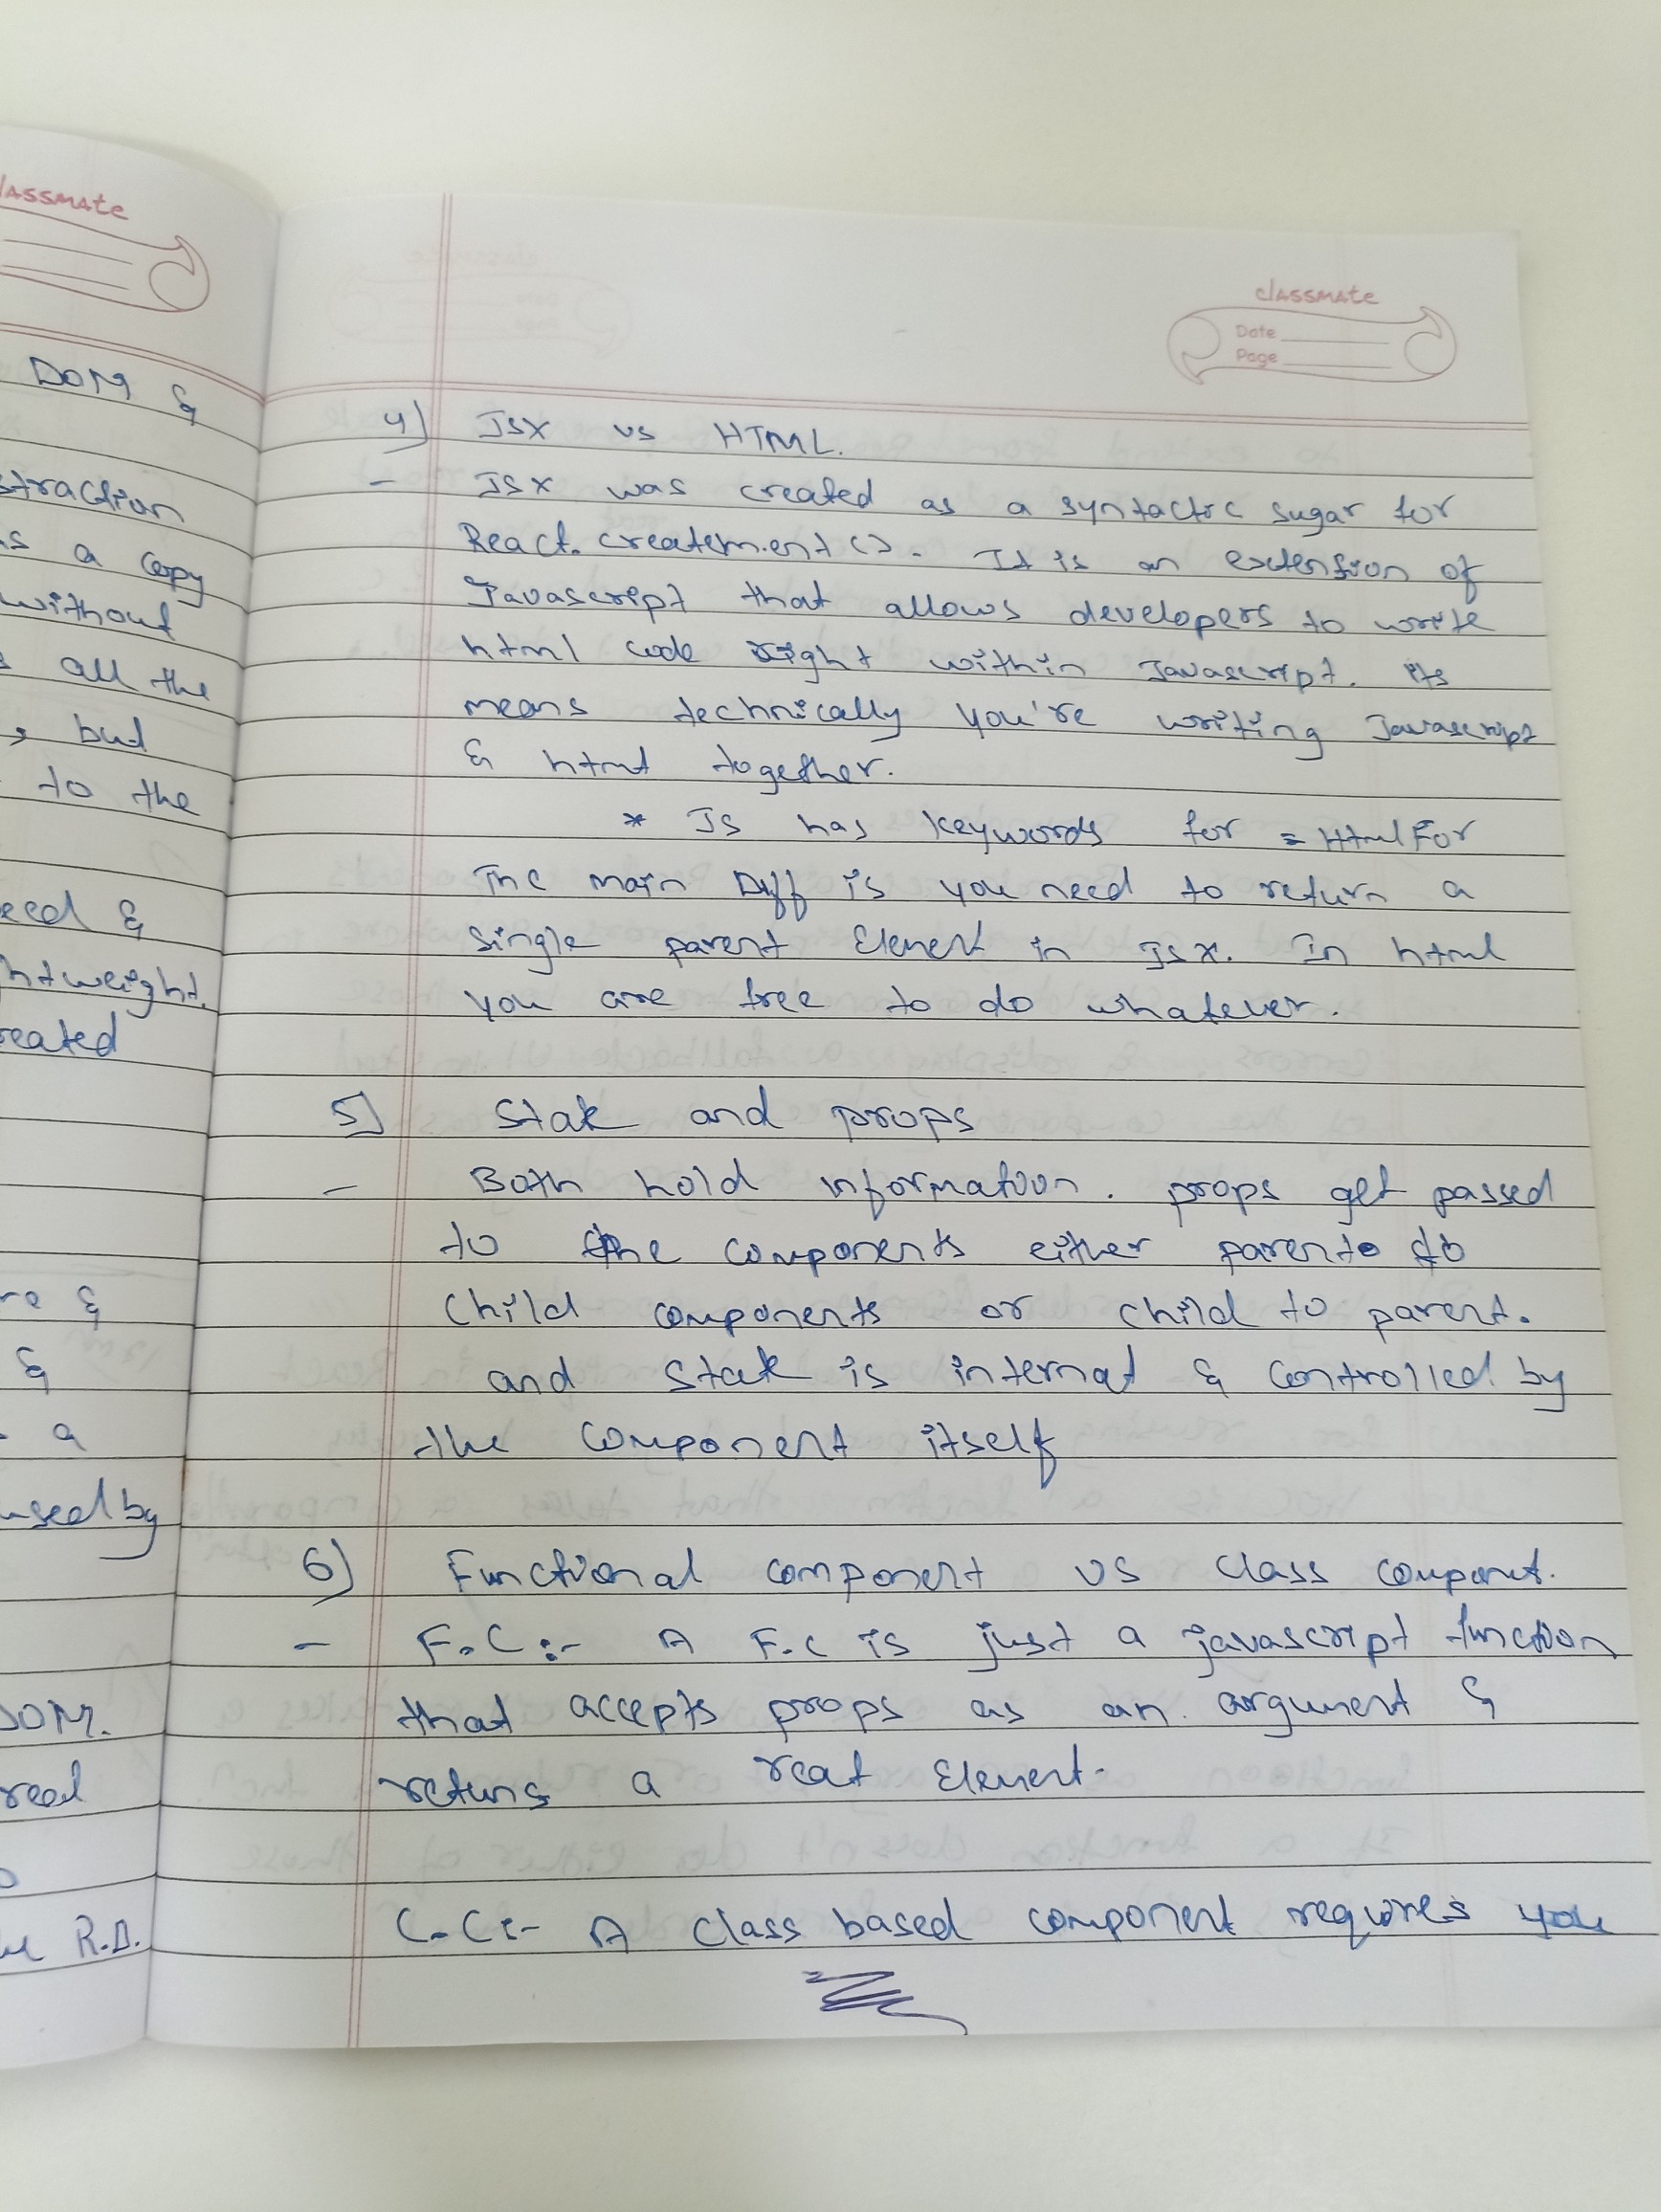 classmate
DOM &
straction
is a copy
without
all the
, but
to the
eed &
htweight.
reated
re &
&
a
used by
DOM.
real
R.D.
classmate
Date
Page
4) JSX vs HTML.
- JSX was created as a syntactic sugar for
React. createment (). It is an extension of
Javascript that allows developers to write
html code right within Javascript. Its
means technically you're writing Javascript
& html together.
* JS has keywords for = HtmlFor
The main Diff is you need to return a
single parent Element in JSX. In html
you are free to do whatever.
5) State and props
- Both hold information. props get passed
to the components either parent to
child components or child to parent.
and state is internal & controlled by
the component itself
6) Functional component vs class component.
- F.C :- A F.C is just a javascript function
that accepts props as an argument &
returns a reat Element.
C.C :- A class based component requires you